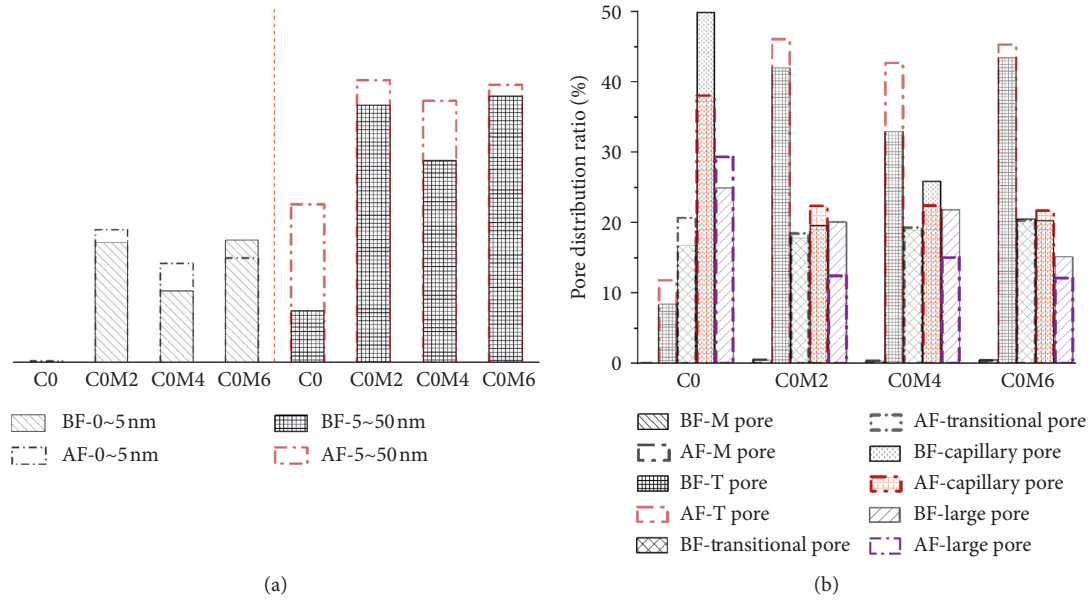 C0 C0M2 C0M4 C0M6 C0 C0M2 C0M4 C0M6
BF-0~5 nm BF-5~50 nm
AF-0~5 nm AF-5~50 nm
(a)
Pore distribution ratio (%)
50
40
30
20
10
0
C0 C0M2 C0M4 C0M6
BF-M pore AF-transitional pore
AF-M pore BF-capillary pore
BF-T pore AF-capillary pore
AF-T pore BF-large pore
BF-transitional pore AF-large pore
(b)